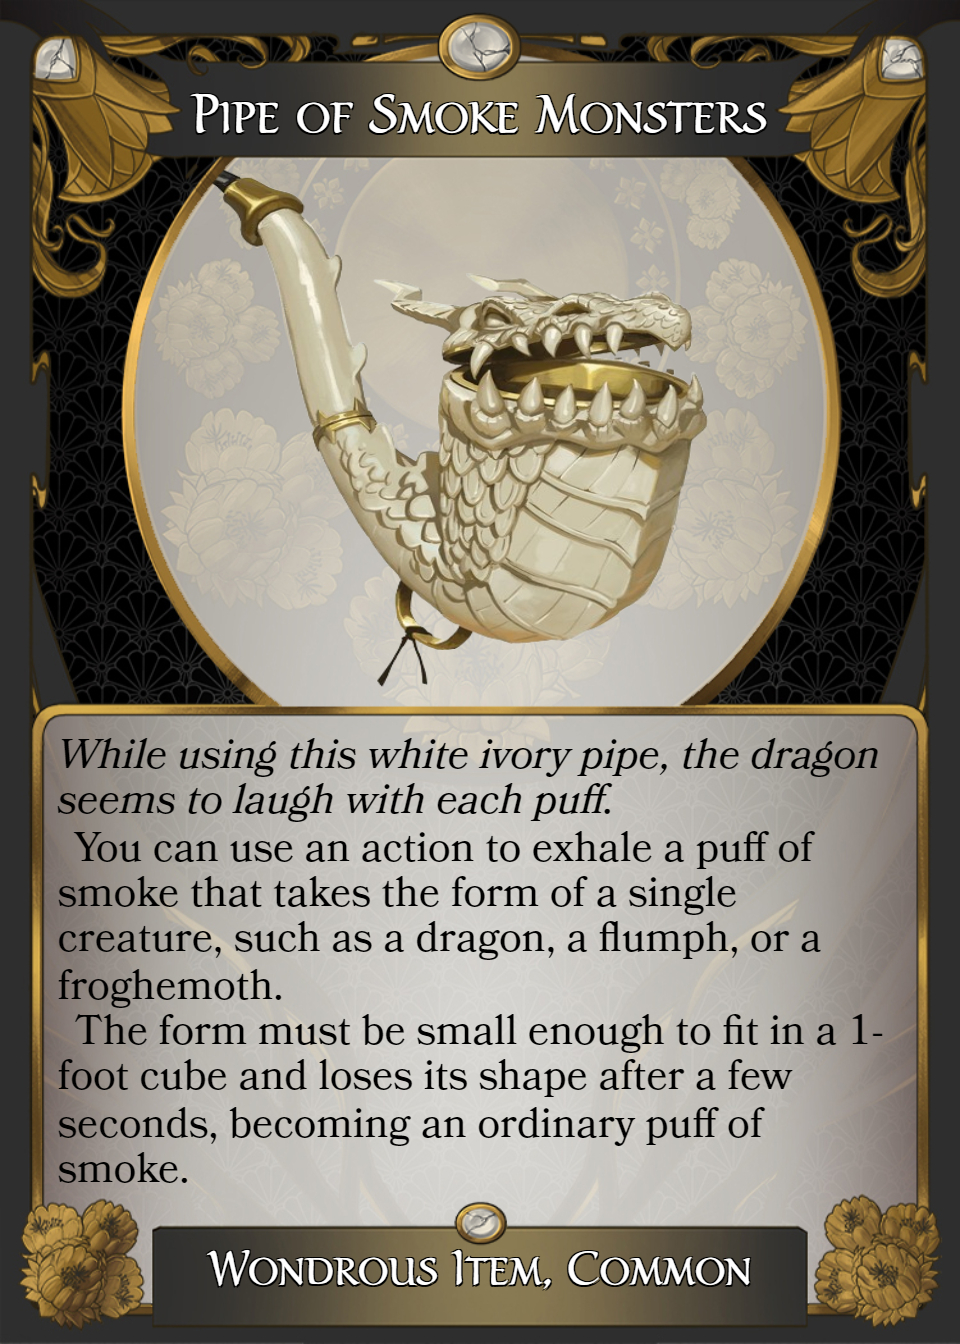 Pipe of Smoke Monsters
While using this white ivory pipe, the dragon
seems to laugh with each puff.
You can use an action to exhale a puff of
smoke that takes the form of a single
creature, such as a dragon, a flumph, or a
froghemoth.
The form must be small enough to fit in a 1-
foot cube and loses its shape after a few
seconds, becoming an ordinary puff of
smoke.
Wondrous Item, Common